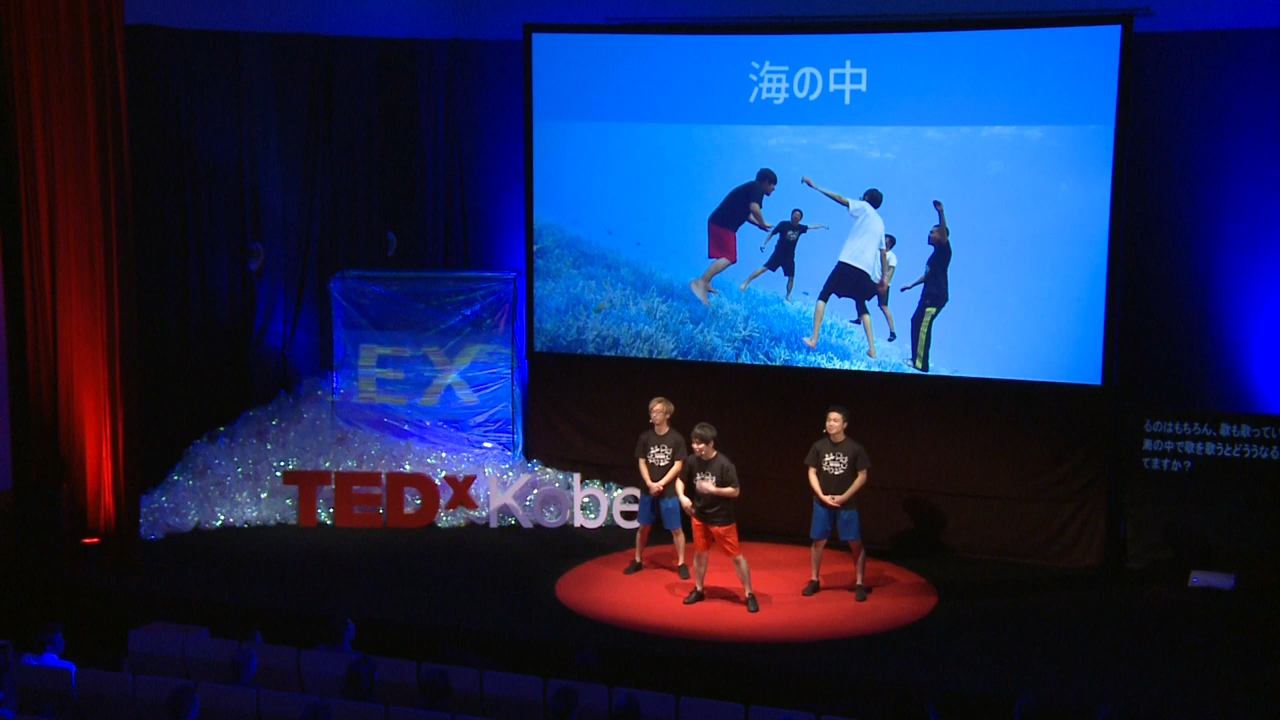 海の中
EX
TEDxKobe
るのはもちろん、歌も歌ってい
海の中で歌を歌うとどううなる
てますか?